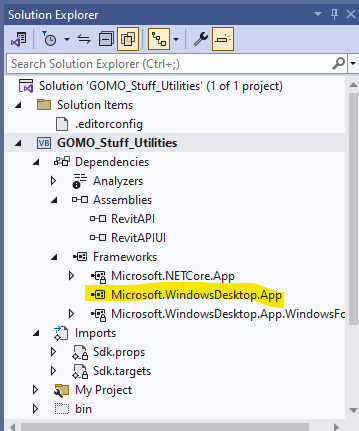 Solution Explorer
Search Solution Explorer (Ctrl+;)
Solution 'GOMO_Stuff_Utilities' (1 of 1 project)
Solution Items
.editorconfig
VB GOMO_Stuff_Utilities
Dependencies
Analyzers
Assemblies
RevitAPI
RevitAPIUI
Frameworks
Microsoft.NETCore.App
Microsoft.WindowsDesktop.App
Microsoft.WindowsDesktop.App.WindowsFo
Imports
Sdk.props
Sdk.targets
My Project
bin